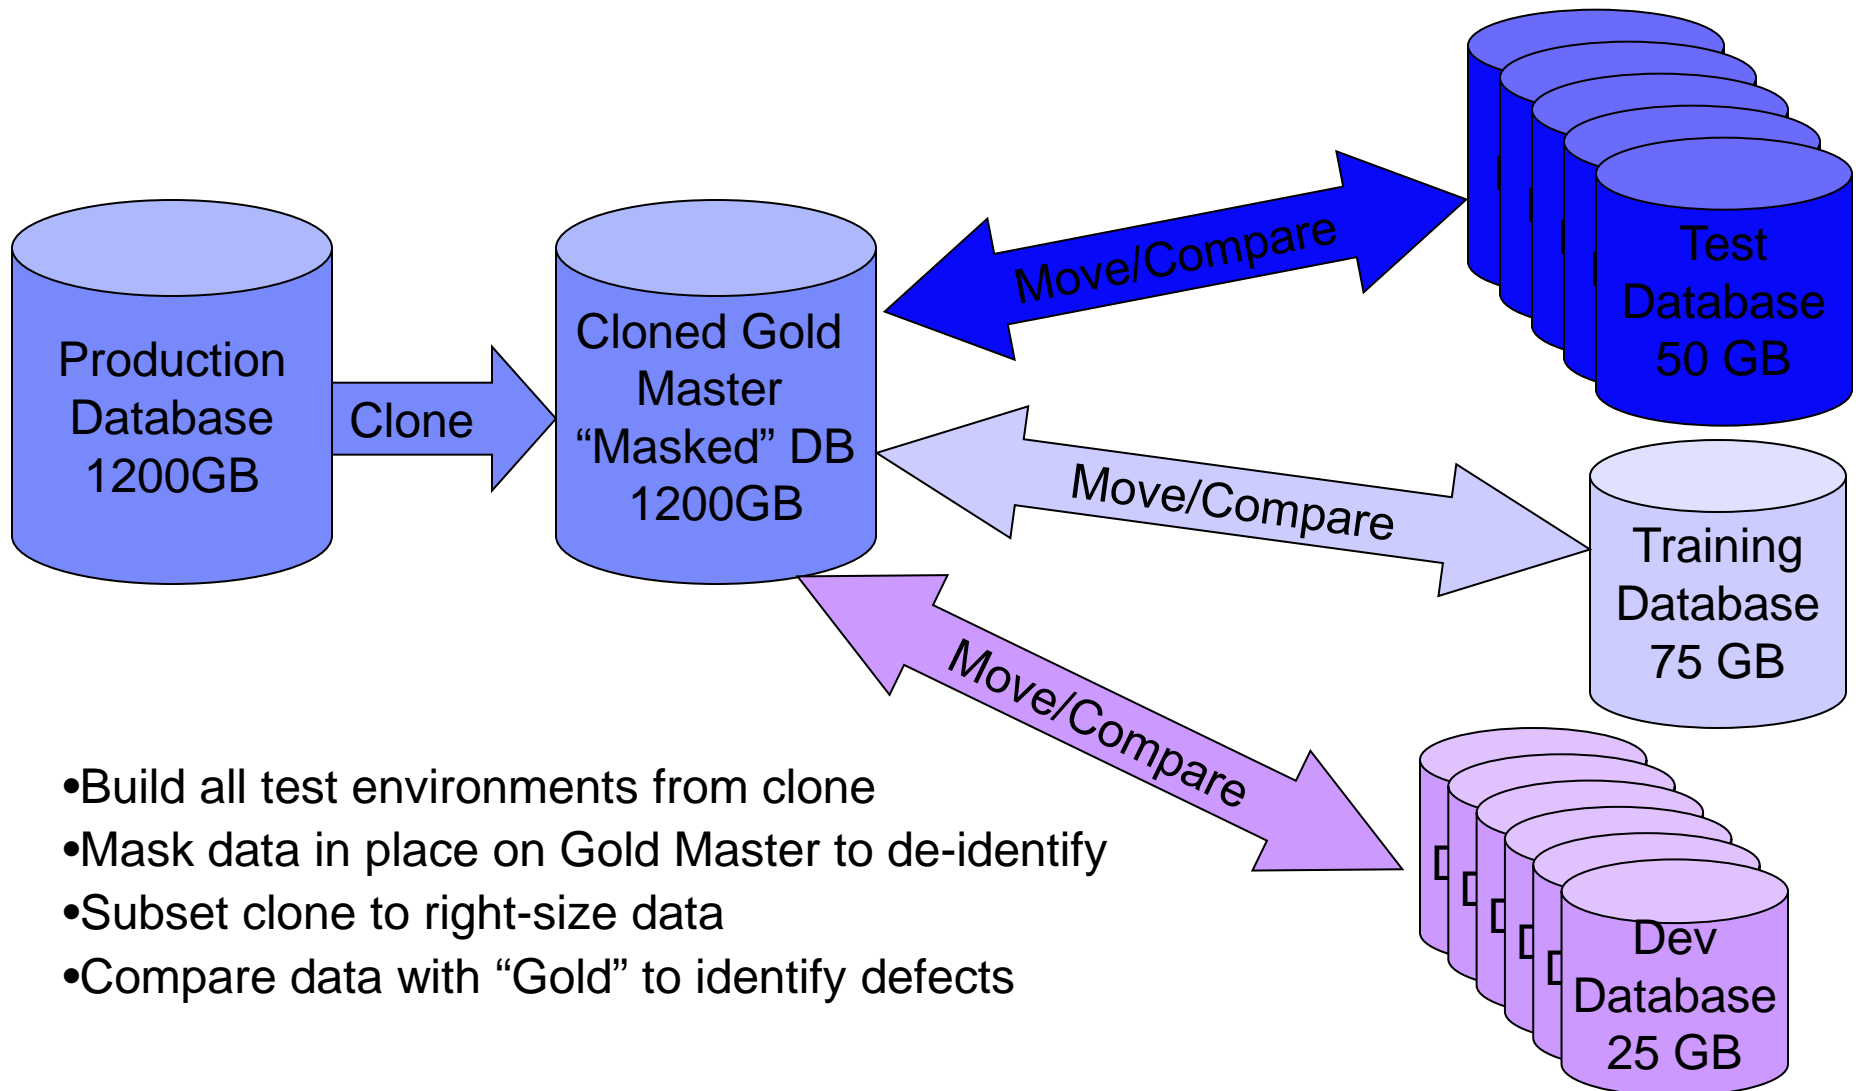 Production
Database
1200GB
Clone
Cloned Gold
Master
“Masked” DB
1200GB
Move/Compare
Test
Database
50 GB
Move/Compare
Training
Database
75 GB
Move/Compare
Dev
Database
25 GB
•Build all test environments from clone
•Mask data in place on Gold Master to de-identify
•Subset clone to right-size data
•Compare data with “Gold” to identify defects